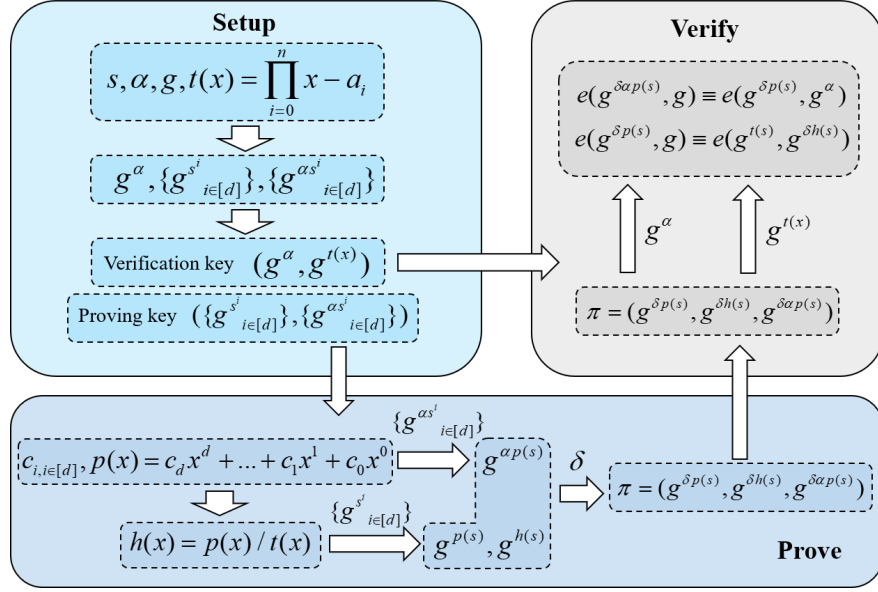 Setup
s, α, g, t(x) = ∏_{i=0}^{n} x − a_i
g^α, {g^{s^i}_{i∈[d]}}, {g^{αs^i}_{i∈[d]}}
Verification key (g^α, g^{t(x)})
Proving key ({g^{s^i}_{i∈[d]}}, {g^{αs^i}_{i∈[d]}})
Verify
e(g^{δαp(s)}, g) ≡ e(g^{δp(s)}, g^α)
e(g^{δp(s)}, g) ≡ e(g^{t(s)}, g^{δh(s)})
g^α
g^{t(x)}
π = (g^{δp(s)}, g^{δh(s)}, g^{δαp(s)})
c_{i,i∈[d]}, p(x) = c_d x^d + ... + c_1 x^1 + c_0 x^0
{g^{αs^i}_{i∈[d]}}
g^{αp(s)}
h(x) = p(x) / t(x)
{g^{s^i}_{i∈[d]}}
g^{p(s)}, g^{h(s)}
δ
π = (g^{δp(s)}, g^{δh(s)}, g^{δαp(s)})
Prove